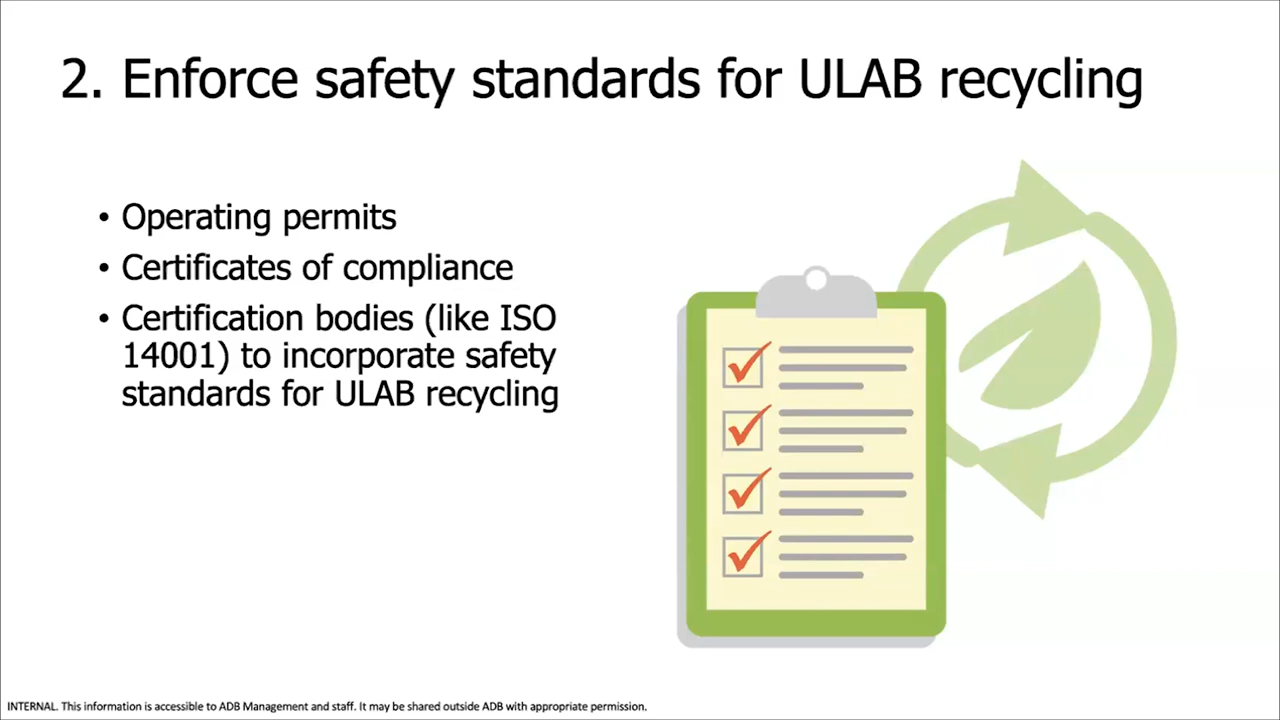 2. Enforce safety standards for ULAB recycling
• Operating permits
• Certificates of compliance
• Certification bodies (like ISO
14001) to incorporate safety
standards for ULAB recycling
INTERNAL. This information is accessible to ADB Management and staff. It may be shared outside ADB with appropriate permission.